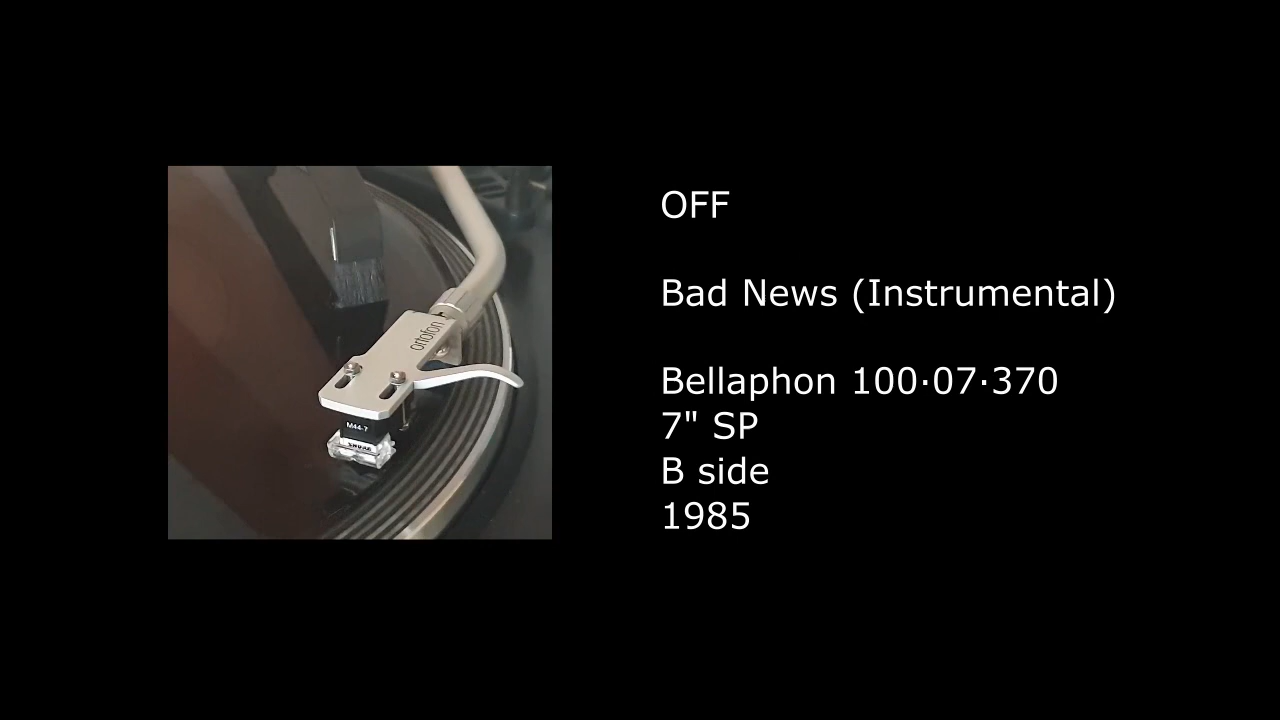 ortofon
M44-7
SHURE
OFF
Bad News (Instrumental)
Bellaphon 100·07·370
7" SP
B side
1985